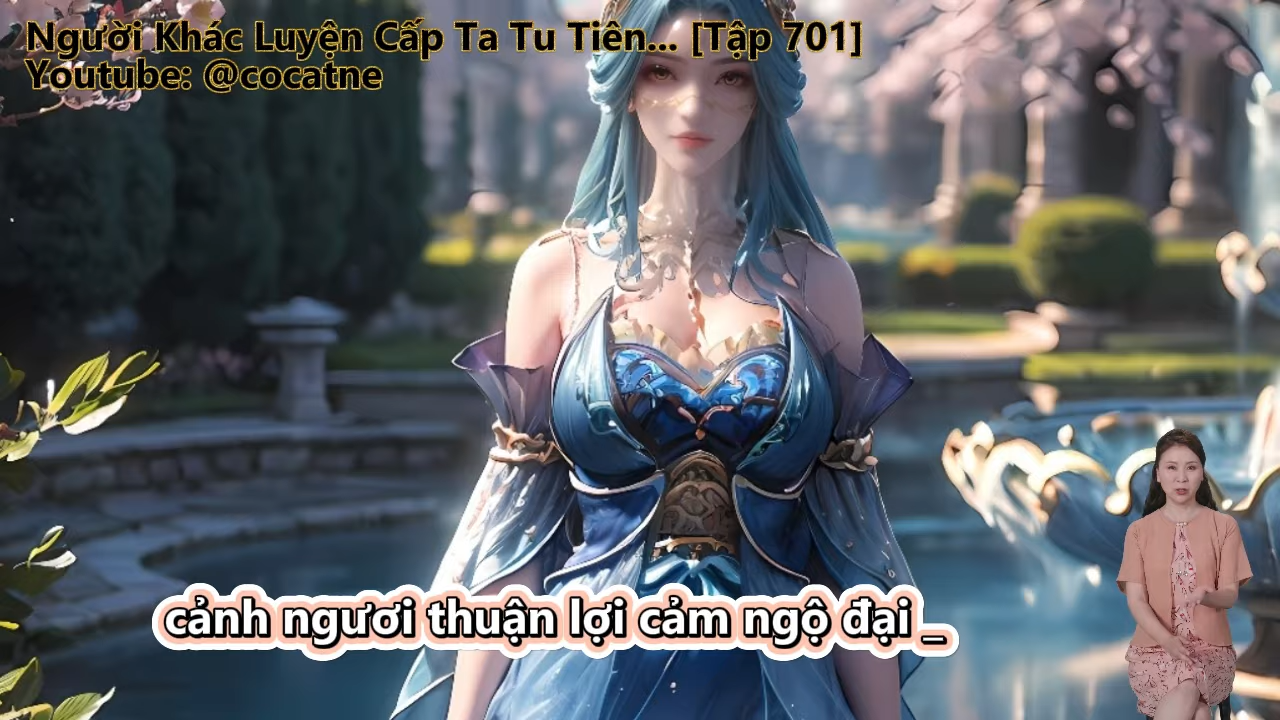 Người Khác Luyện Cấp Ta Tu Tiên... [Tập 701]
Youtube: @cocatne
cảnh ngươi thuận lợi cảm ngộ đại _